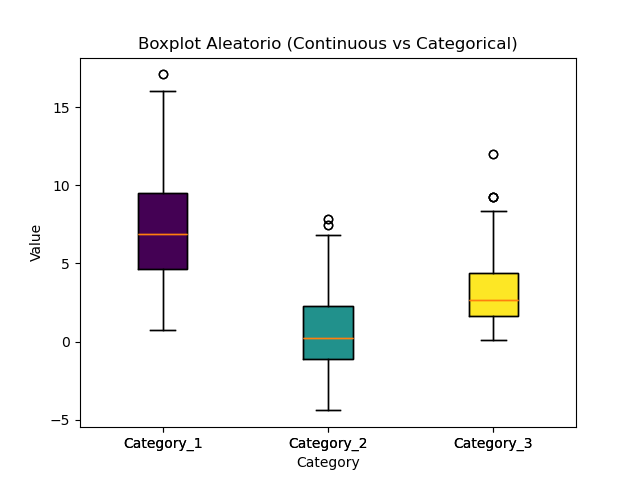 Boxplot Aleatorio (Continuous vs Categorical)
Value
15
10
5
0
−5
Category_1 Category_2 Category_3
Category